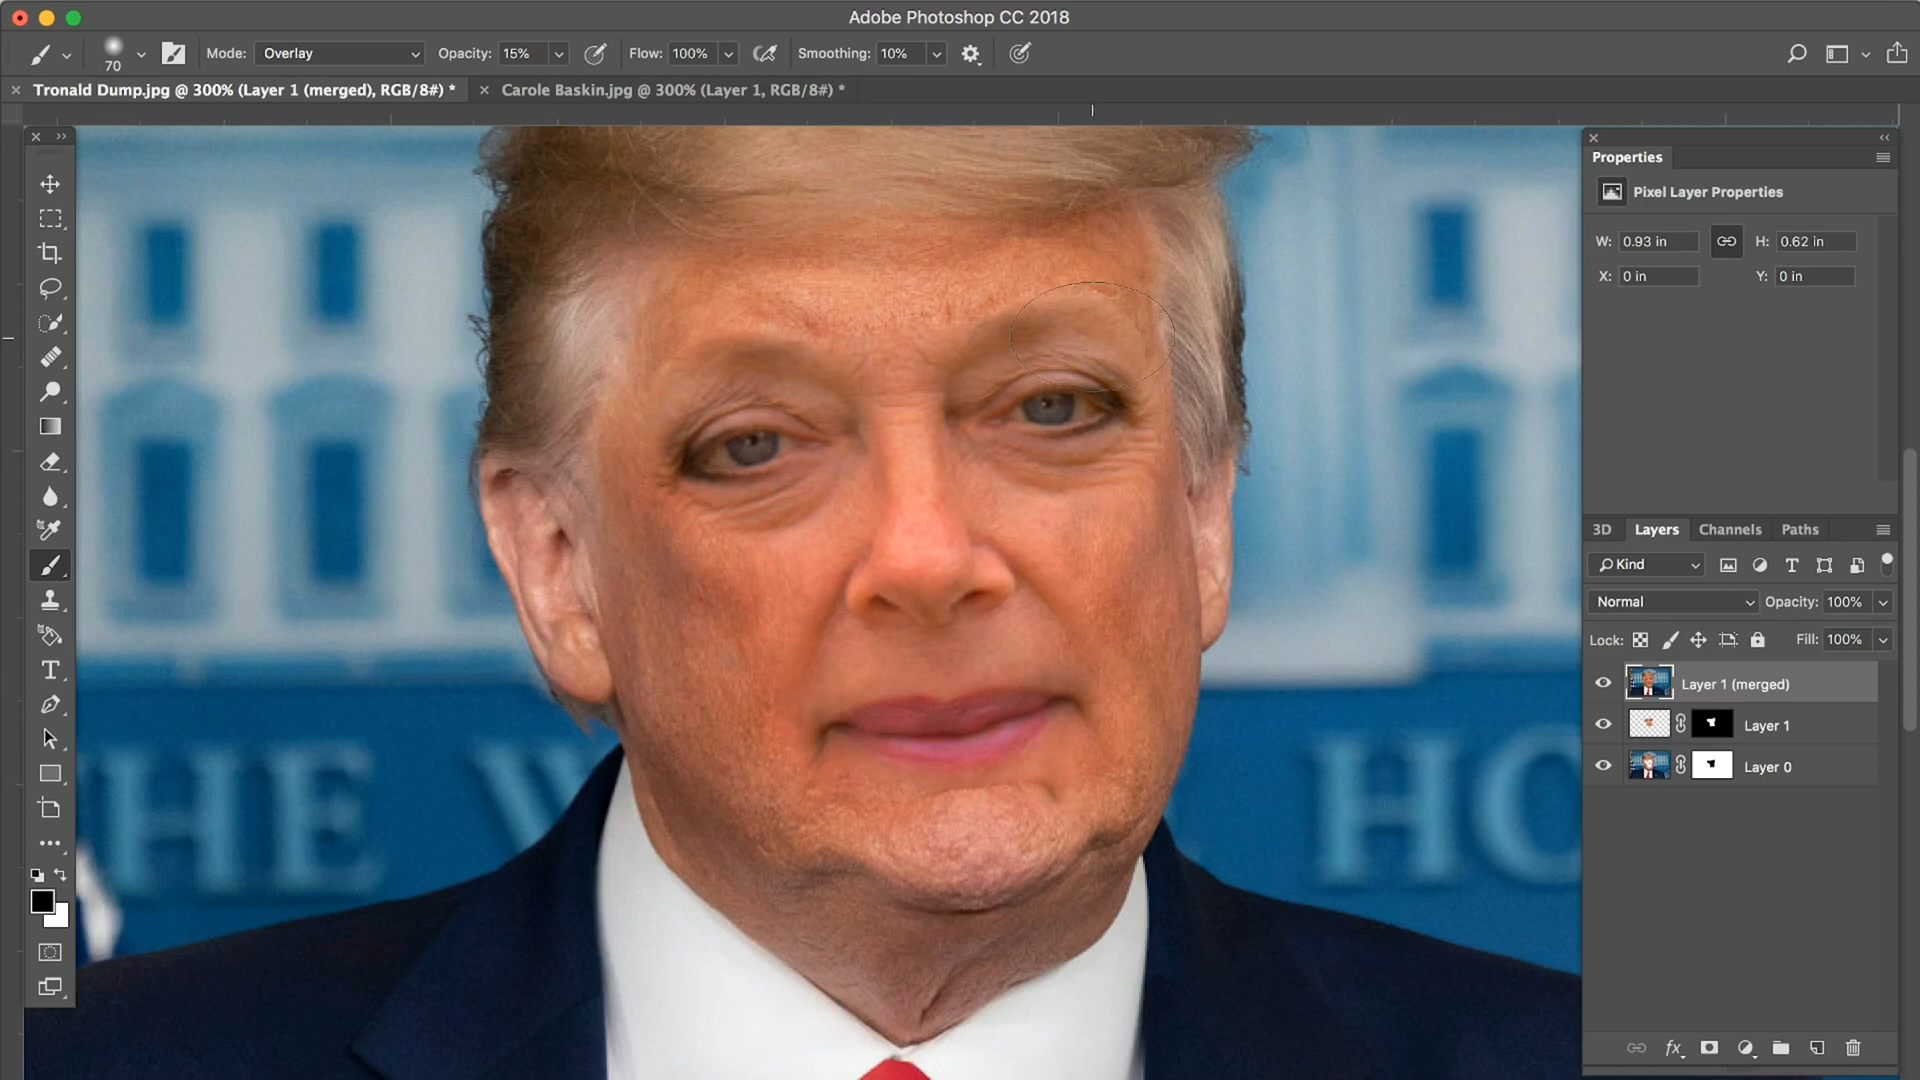 Adobe Photoshop CC 2018
70 Mode: Overlay Opacity: 15% Flow: 100% Smoothing: 10%
Tronald Dump.jpg @ 300% (Layer 1 (merged), RGB/8#) * Carole Baskin.jpg @ 300% (Layer 1, RGB/8#) *
Properties
Pixel Layer Properties
W: 0.93 in H: 0.62 in
X: 0 in Y: 0 in
3D Layers Channels Paths
Kind
Normal Opacity: 100%
Lock: Fill: 100%
Layer 1 (merged)
Layer 1
Layer 0
HE W HO